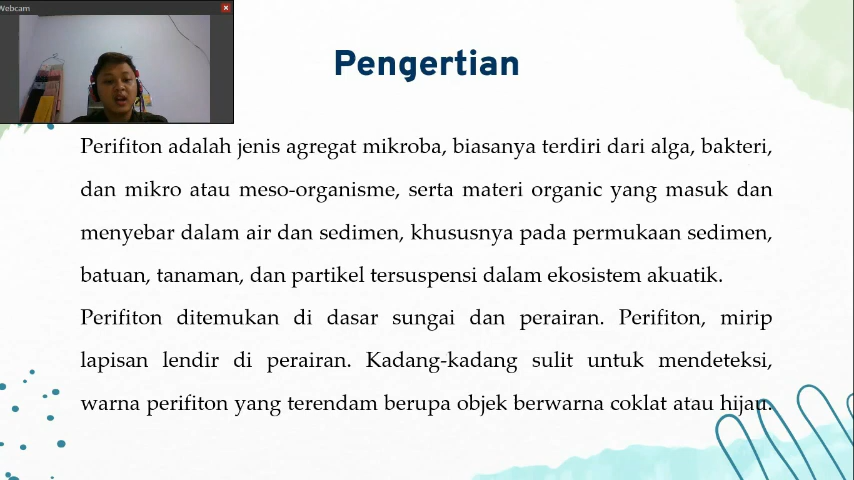 Webcam
Pengertian
Perifiton adalah jenis agregat mikroba, biasanya terdiri dari alga, bakteri,
dan mikro atau meso-organisme, serta materi organic yang masuk dan
menyebar dalam air dan sedimen, khususnya pada permukaan sedimen,
batuan, tanaman, dan partikel tersuspensi dalam ekosistem akuatik.
Perifiton ditemukan di dasar sungai dan perairan. Perifiton, mirip
lapisan lendir di perairan. Kadang-kadang sulit untuk mendeteksi,
warna perifiton yang terendam berupa objek berwarna coklat atau hijau.